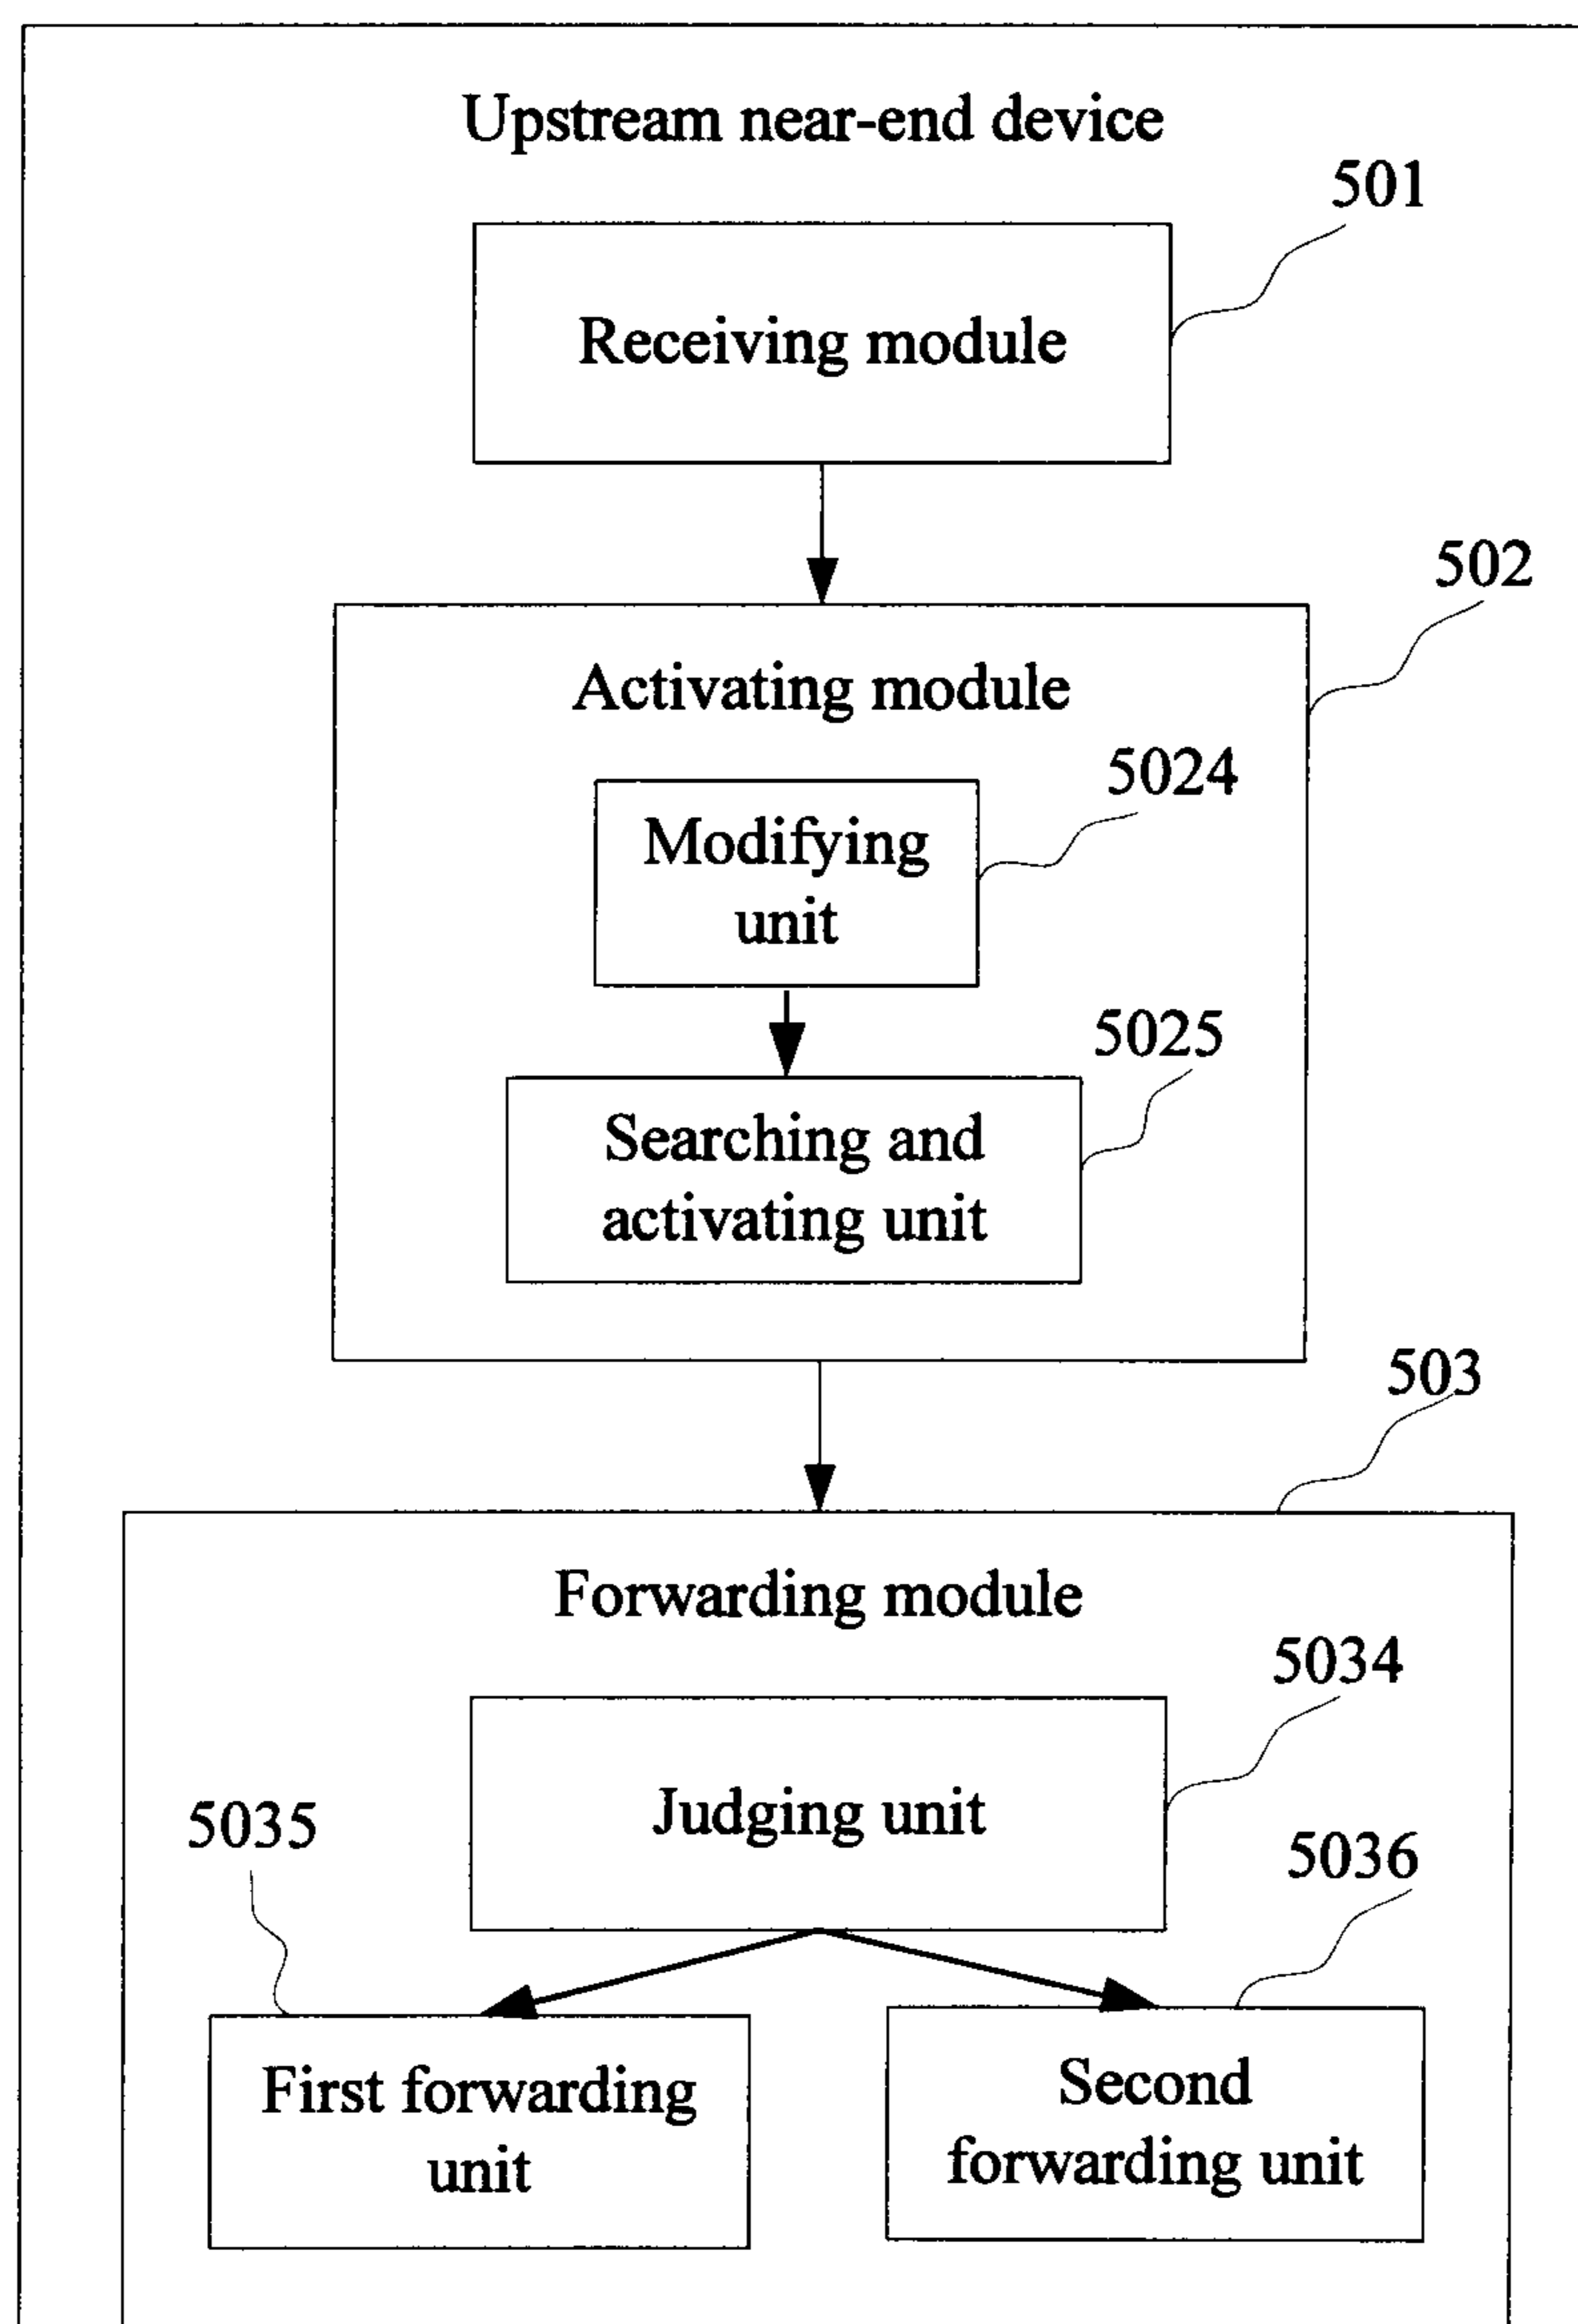 Upstream near-end device
501
Receiving module
502
Activating module
5024
Modifying
unit
5025
Searching and
activating unit
503
Forwarding module
5034
Judging unit
5035
5036
First forwarding
unit
Second
forwarding unit